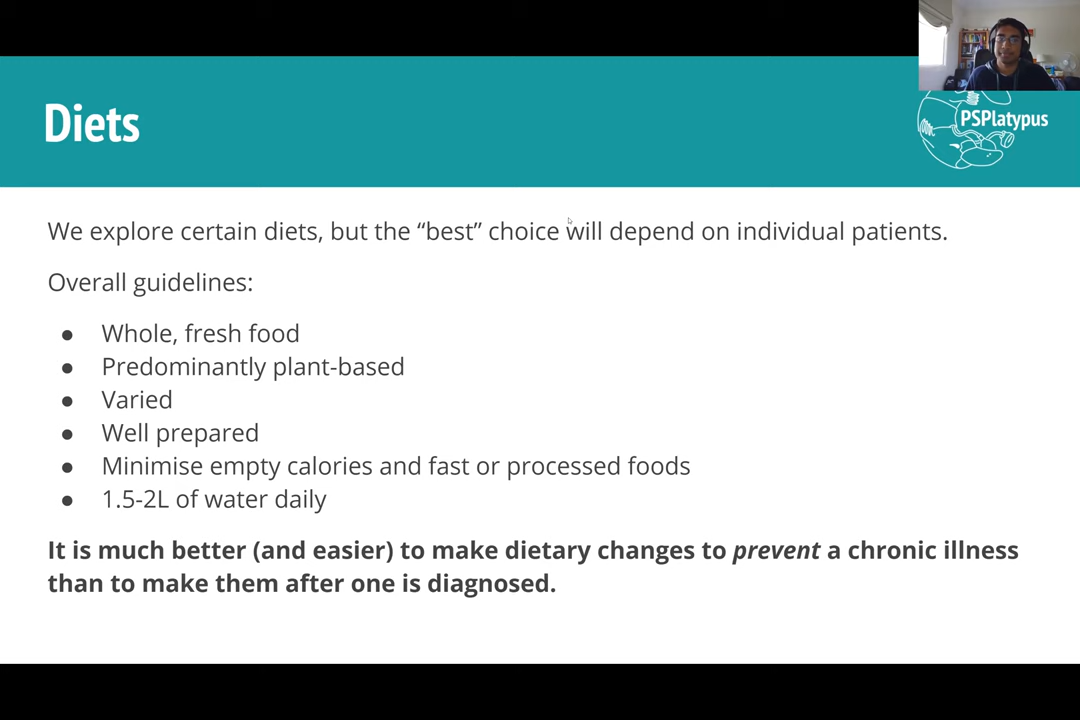 Diets
PSPlatypus
We explore certain diets, but the “best” choice will depend on individual patients.
Overall guidelines:
● Whole, fresh food
● Predominantly plant-based
● Varied
● Well prepared
● Minimise empty calories and fast or processed foods
● 1.5-2L of water daily
It is much better (and easier) to make dietary changes to prevent a chronic illness
than to make them after one is diagnosed.